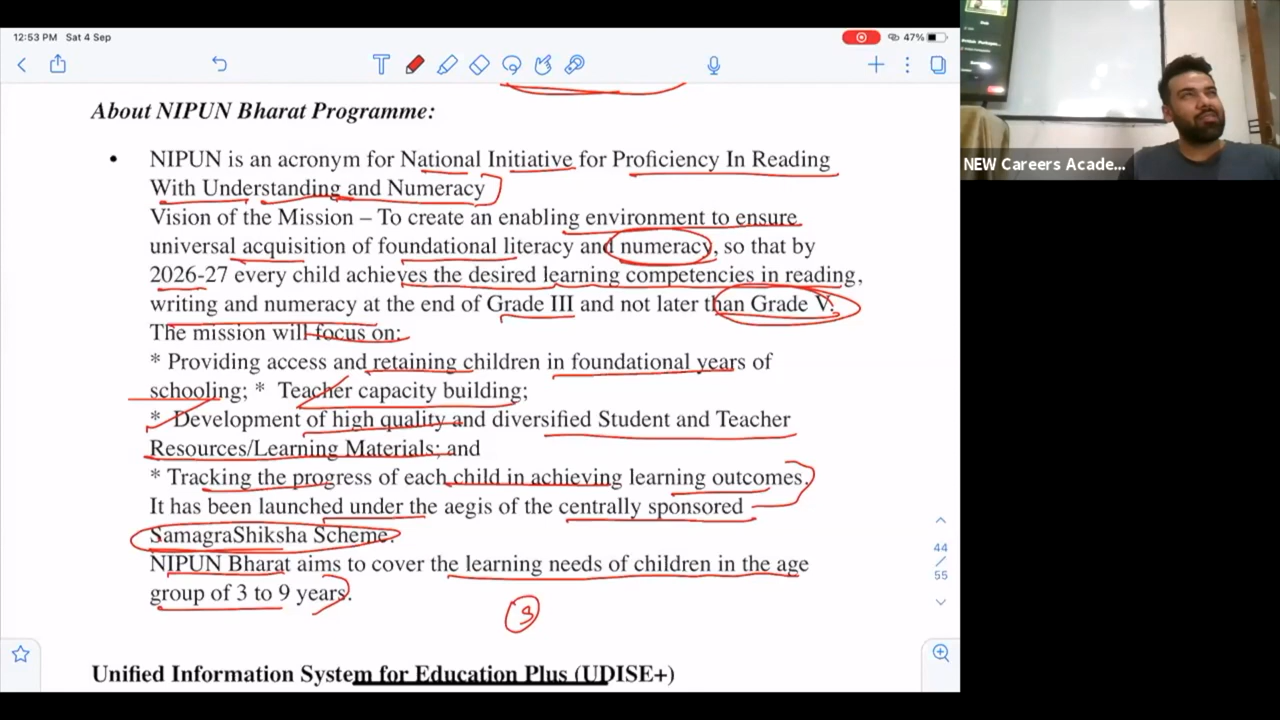 12:53 PM Sat 4 Sep
47%
About NIPUN Bharat Programme:
• NIPUN is an acronym for National Initiative for Proficiency In Reading
With Understanding and Numeracy
Vision of the Mission – To create an enabling environment to ensure
universal acquisition of foundational literacy and numeracy, so that by
2026-27 every child achieves the desired learning competencies in reading,
writing and numeracy at the end of Grade III and not later than Grade V.
The mission will focus on:
* Providing access and retaining children in foundational years of
schooling; * Teacher capacity building;
* Development of high quality and diversified Student and Teacher
Resources/Learning Materials; and
* Tracking the progress of each child in achieving learning outcomes.
It has been launched under the aegis of the centrally sponsored
SamagraShiksha Scheme.
NIPUN Bharat aims to cover the learning needs of children in the age
group of 3 to 9 years.
Unified Information System for Education Plus (UDISE+)
44
/
55
NEW Careers Acade...